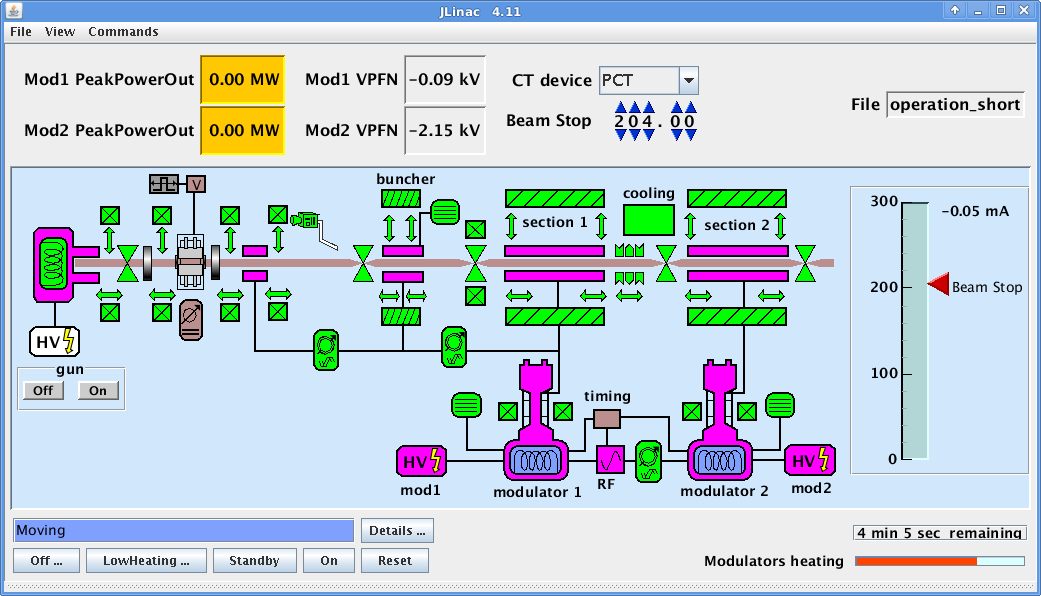 JLinac 4.11
File View Commands
Mod1 PeakPowerOut 0.00 MW Mod1 VPFN -0.09 kV CT device PCT
File operation_short
Mod2 PeakPowerOut 0.00 MW Mod2 VPFN -2.15 kV Beam Stop 204.00
buncher
V
cooling
section 1
section 2
HV
gun
Off On
timing
HV
mod1
modulator 1
RF
modulator 2
HV
mod2
300
-0.05 mA
200
Beam Stop
100
0
Moving Details ...
4 min 5 sec remaining
Off ... LowHeating ... Standby On Reset
Modulators heating